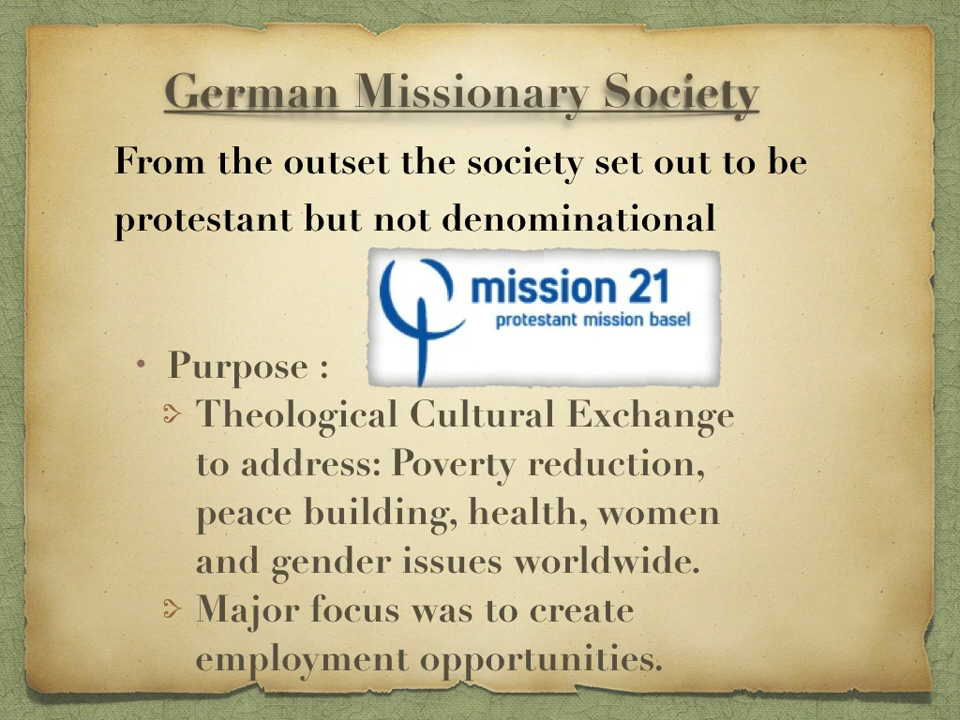 German Missionary Society
From the outset the society set out to be
protestant but not denominational
mission 21
protestant mission basel
• Purpose :
Theological Cultural Exchange
to address: Poverty reduction,
peace building, health, women
and gender issues worldwide.
Major focus was to create
employment opportunities.